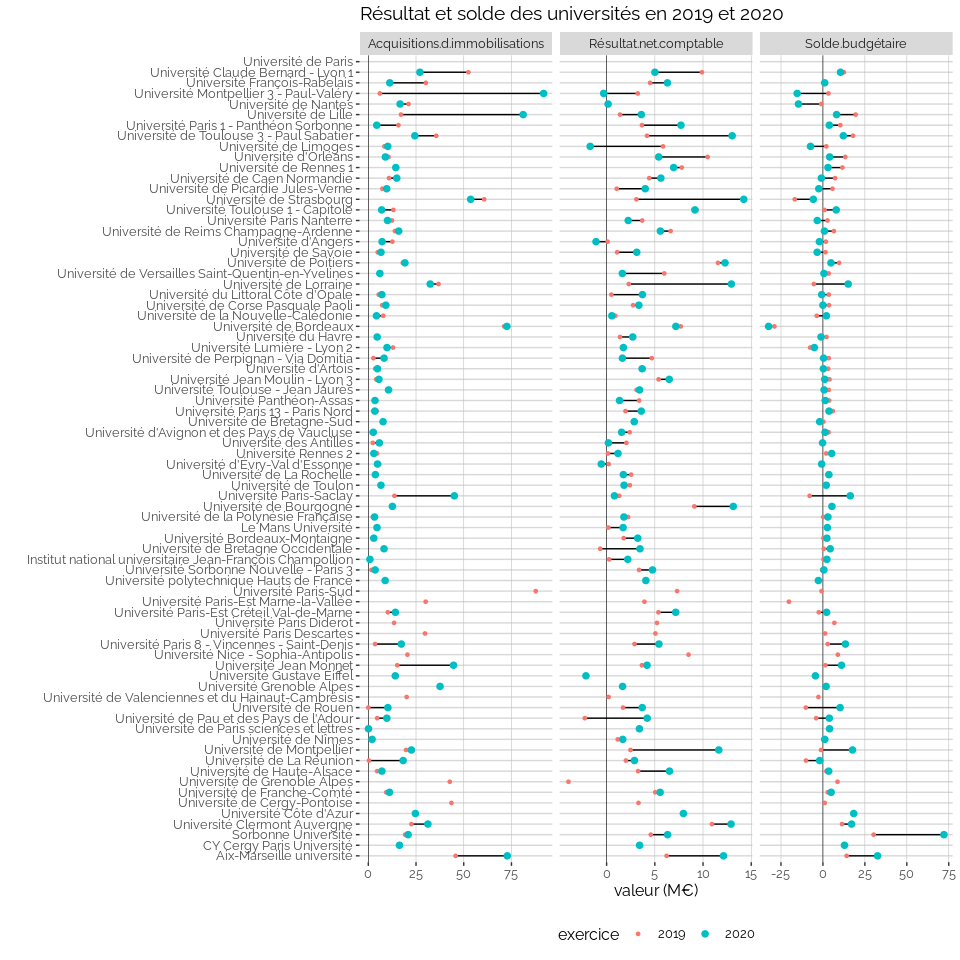 Résultat et solde des universités en 2019 et 2020
Acquisitions.d.immobilisations Résultat.net.comptable Solde.budgétaire
Université de Paris
Université Claude Bernard - Lyon 1
Université François-Rabelais
Université Montpellier 3 - Paul-Valéry
Université de Nantes
Université de Lille
Université Paris 1 - Panthéon Sorbonne
Université de Toulouse 3 - Paul Sabatier
Université de Limoges
Université d'Orléans
Université de Rennes 1
Université de Caen Normandie
Université de Picardie Jules-Verne
Université de Strasbourg
Université Toulouse 1 - Capitole
Université Paris Nanterre
Université de Reims Champagne-Ardenne
Université d'Angers
Université de Savoie
Université de Poitiers
Université de Versailles Saint-Quentin-en-Yvelines
Université de Lorraine
Université du Littoral Côte d'Opale
Université de Corse Pasquale Paoli
Université de la Nouvelle-Calédonie
Université de Bordeaux
Université du Havre
Université Lumière - Lyon 2
Université de Perpignan - Via Domitia
Université d'Artois
Université Jean Moulin - Lyon 3
Université Toulouse - Jean Jaurès
Université Panthéon-Assas
Université Paris 13 - Paris Nord
Université de Bretagne-Sud
Université d'Avignon et des Pays de Vaucluse
Université des Antilles
Université Rennes 2
Université d'Evry-Val d'Essonne
Université de La Rochelle
Université de Toulon
Université Paris-Saclay
Université de Bourgogne
Université de la Polynésie Française
Le Mans Université
Université Bordeaux-Montaigne
Université de Bretagne Occidentale
Institut national universitaire Jean-François Champollion
Université Sorbonne Nouvelle - Paris 3
Université polytechnique Hauts de France
Université Paris-Sud
Université Paris-Est Marne-la-Vallée
Université Paris-Est Créteil Val-de-Marne
Université Paris Diderot
Université Paris Descartes
Université Paris 8 - Vincennes - Saint-Denis
Université Nice - Sophia-Antipolis
Université Jean Monnet
Université Gustave Eiffel
Université Grenoble Alpes
Université de Valenciennes et du Hainaut-Cambrésis
Université de Rouen
Université de Pau et des Pays de l'Adour
Université de Paris sciences et lettres
Université de Nîmes
Université de Montpellier
Université de La Réunion
Université de Haute-Alsace
Université de Grenoble Alpes
Université de Franche-Comté
Université de Cergy-Pontoise
Université Côte d'Azur
Université Clermont Auvergne
Sorbonne Université
CY Cergy Paris Université
Aix-Marseille université
0 25 50 75 0 5 10 15 -25 0 25 50 75
valeur (M€)
exercice 2019 2020